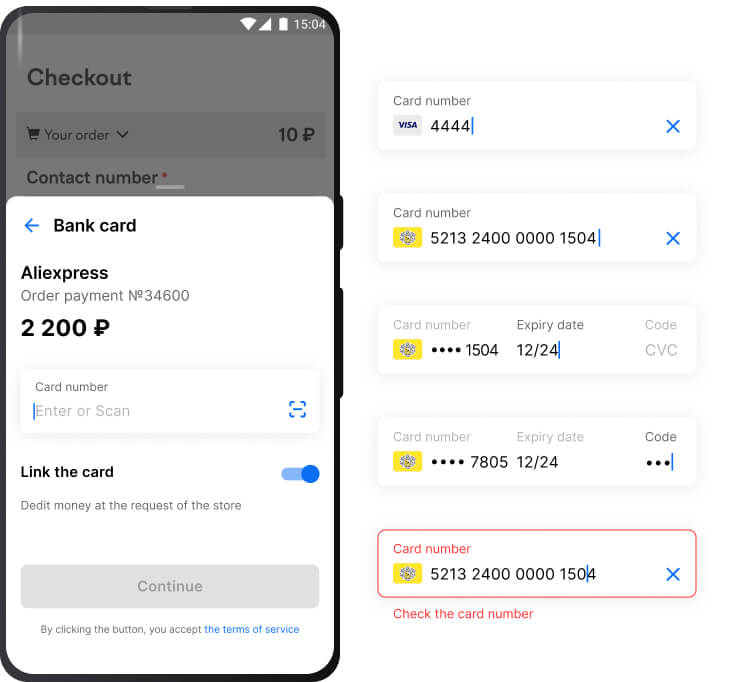 15:04
Checkout
Your order
10 ₽
Contact number *
Bank card
Aliexpress
Order payment №34600
2 200 ₽
Card number
Enter or Scan
Link the card
Dedit money at the request of the store
Continue
By clicking the button, you accept the terms of service
Card number
VISA 4444
Card number
5213 2400 0000 1504
Card number Expiry date Code
•••• 1504 12/24 CVC
Card number Expiry date Code
•••• 7805 12/24 •••
Card number
5213 2400 0000 1504
Check the card number